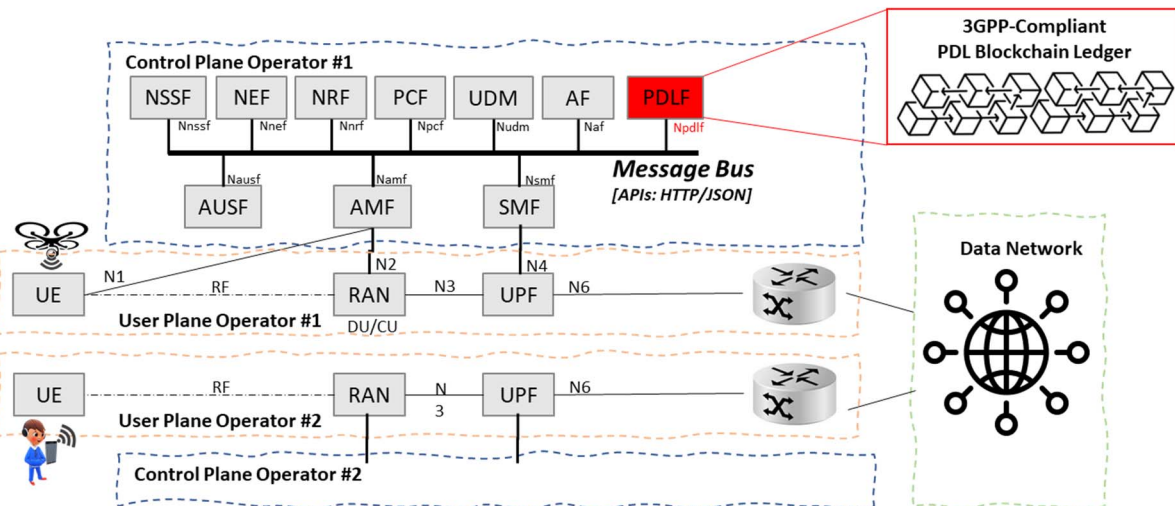 3GPP-Compliant
PDL Blockchain Ledger
Control Plane Operator #1
NSSF NEF NRF PCF UDM AF PDLF
Nnssf Nnef Nnrf Npcf Nudm Naf Npdlf
Message Bus
[APIs: HTTP/JSON]
Nausf Namf Nsmf
AUSF AMF SMF
Data Network
N1 N2 N4
UE RF RAN N3 UPF N6
User Plane Operator #1
DU/CU
UE RF RAN N UPF N6
3
User Plane Operator #2
Control Plane Operator #2